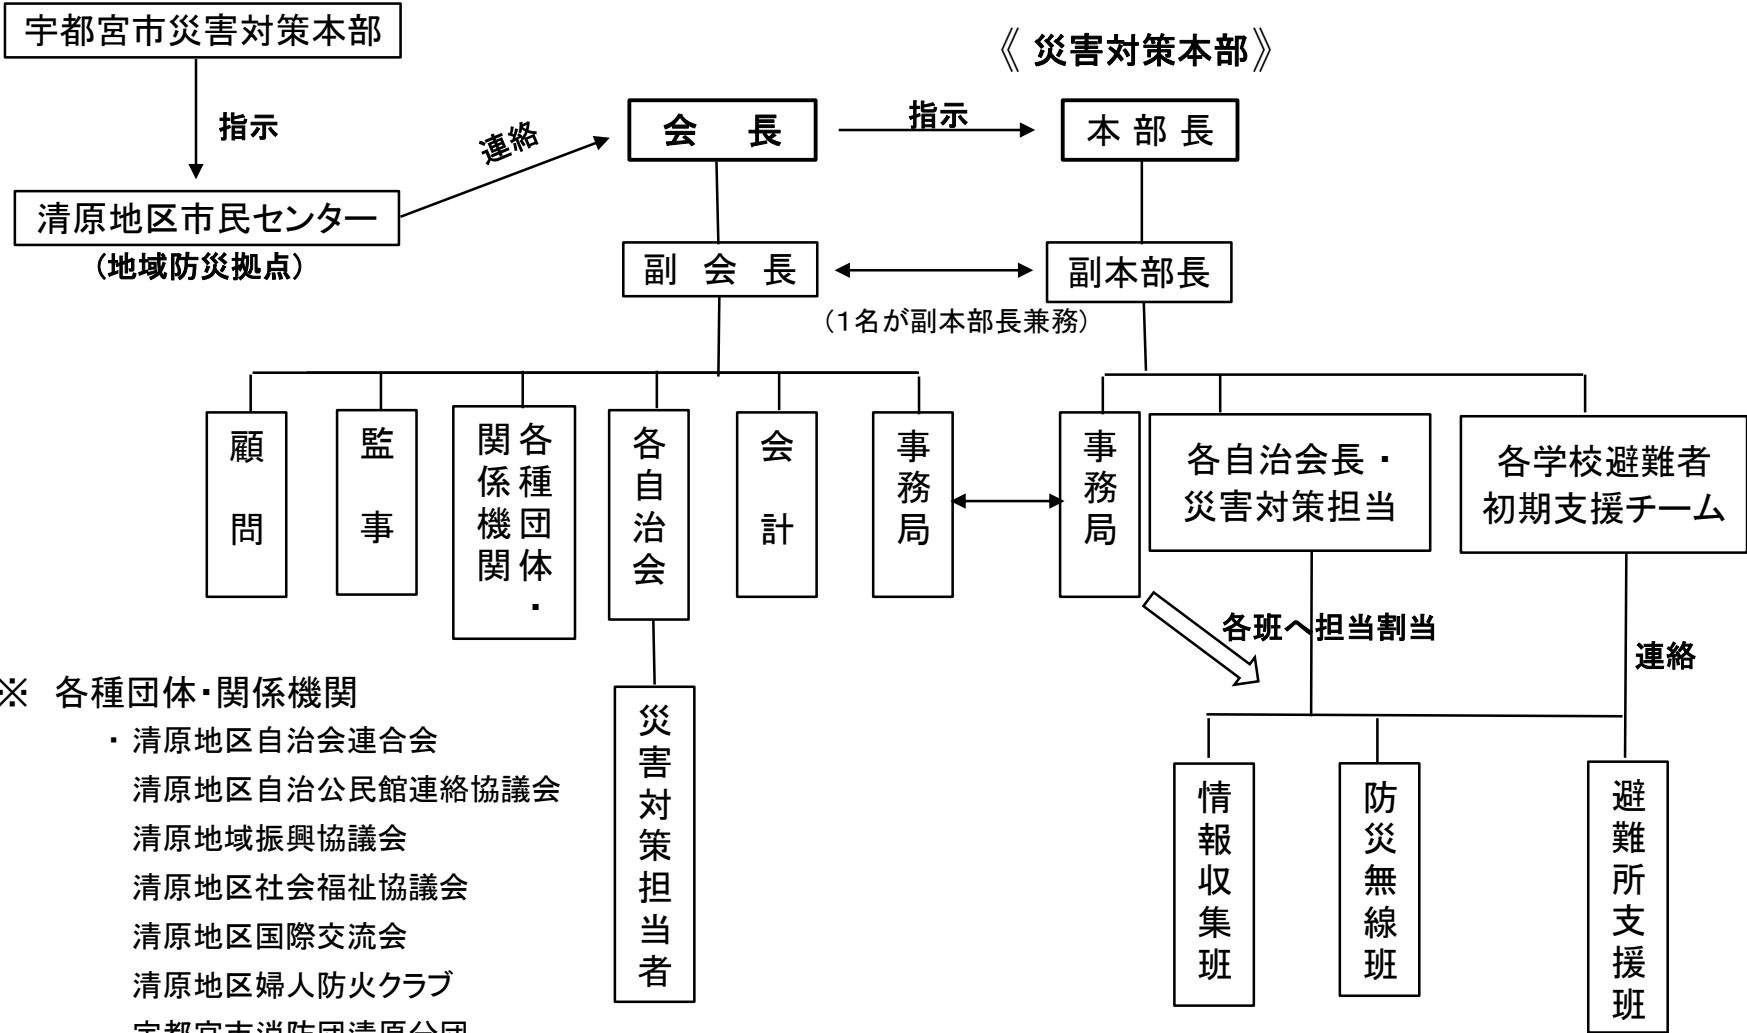 宇都宮市災害対策本部
《 災害対策本部》
指示
連絡
会　長
指示
本 部 長
清原地区市民センター
(地域防災拠点)
副　会　長
副本部長
(1名が副本部長兼務)
顧　問
監　事
各種団体・
関係機関
各自治会
会　計
事務局
事務局
各自治会長・
災害対策担当
各学校避難者
初期支援チーム
各班へ担当割当
連絡
災害対策担当者
情報収集班
防災無線班
避難所支援班
※　各種団体・関係機関
・ 清原地区自治会連合会
清原地区自治公民館連絡協議会
清原地域振興協議会
清原地区社会福祉協議会
清原地区国際交流会
清原地区婦人防火クラブ
宇都宮市消防団清原分団